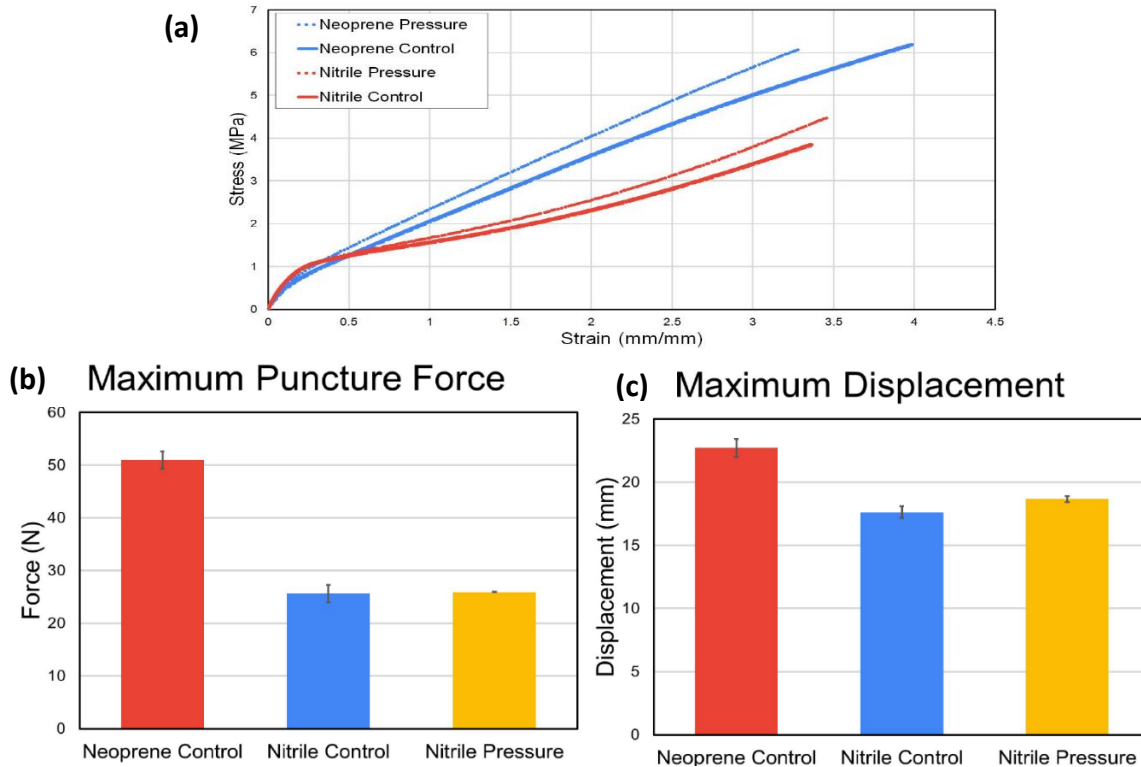 (a)
Neoprene Pressure
Neoprene Control
Nitrile Pressure
Nitrile Control
7
6
5
4
3
2
1
0
Stress (MPa)
0 0.5 1 1.5 2 2.5 3 3.5 4 4.5
Strain (mm/mm)
(b) Maximum Puncture Force
60
50
40
30
20
10
0
Force (N)
Neoprene Control Nitrile Control Nitrile Pressure
(c) Maximum Displacement
25
20
15
10
5
0
Displacement (mm)
Neoprene Control Nitrile Control Nitrile Pressure